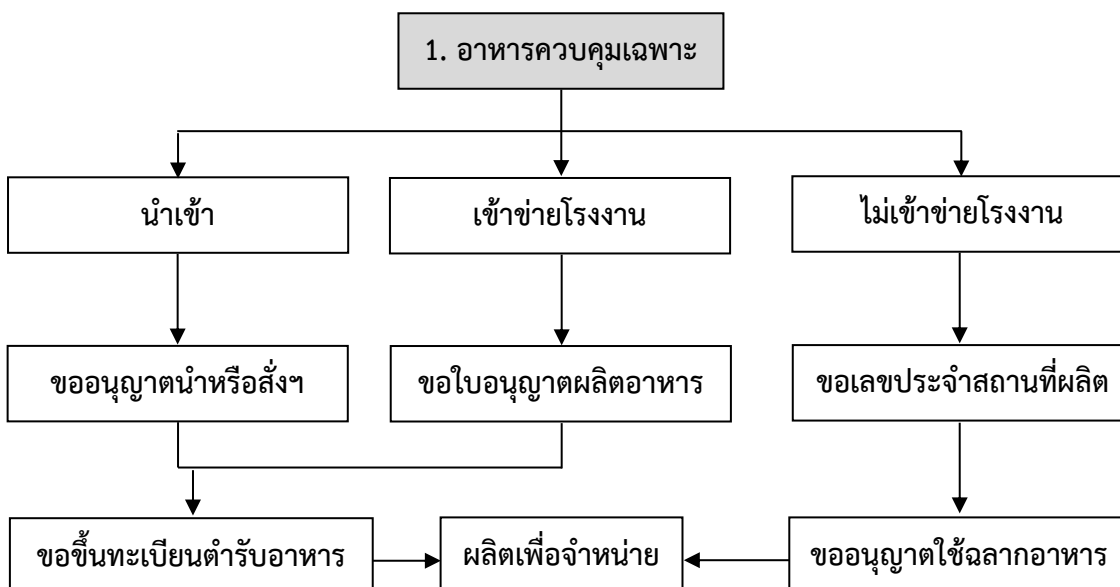 1. อาหารควบคุมเฉพาะ
นำเข้า
เข้าข่ายโรงงาน
ไม่เข้าข่ายโรงงาน
ขออนุญาตนำหรือสั่งฯ
ขอใบอนุญาตผลิตอาหาร
ขอเลขประจำสถานที่ผลิต
ขอขึ้นทะเบียนตำรับอาหาร
ผลิตเพื่อจำหน่าย
ขออนุญาตใช้ฉลากอาหาร